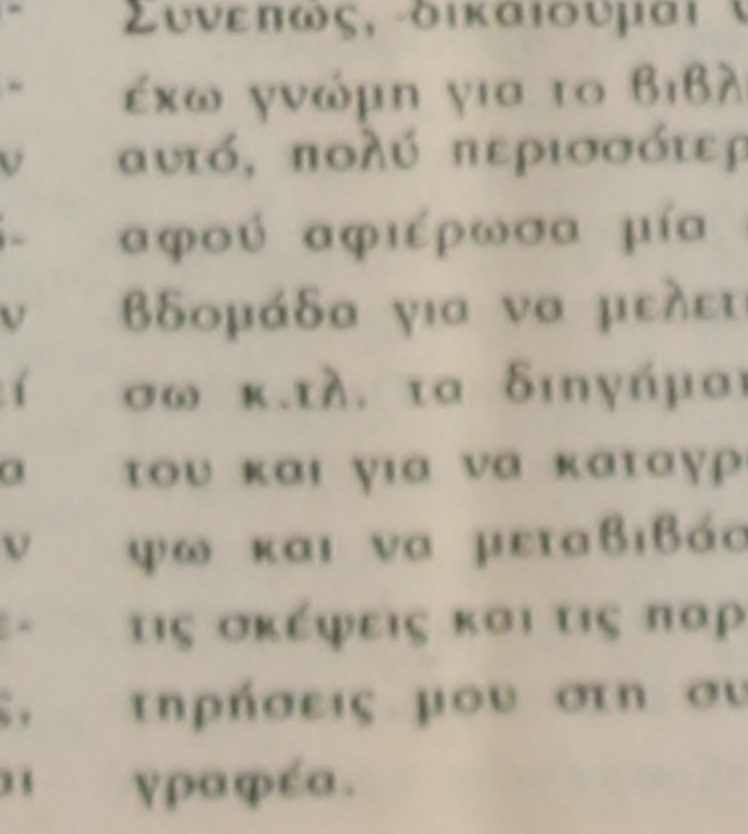 Συνεπώς, δικαιούμαι ν
έχω γνώμη για το βιβλ
αυτό, πολύ περισσότερ
αφού αφιέρωσα μία
βδομάδα για να μελετ
σω κ.τλ. τα διηγήματ
του και για να καταγρ
ψω και να μεταβιβάσ
τις σκέψεις και τις παρ
τηρήσεις μου στη συ
γραφέα.